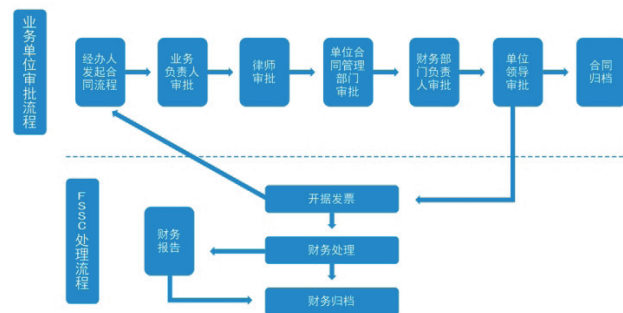 业务单位审批流程
经办人
发起合
同流程
业务
负责人
审批
律师
审批
单位合
同管理
部门
审批
财务部
门负责
人审批
单位
领导
审批
合同
归档
FSSC处理流程
开据发票
财务处理
财务
报告
财务归档